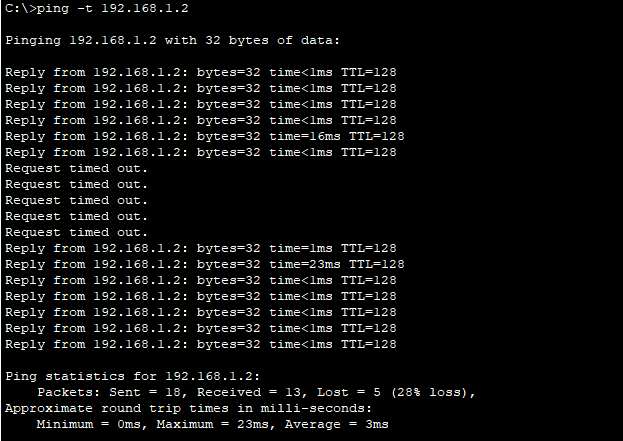 C:\>ping -t 192.168.1.2
Pinging 192.168.1.2 with 32 bytes of data:
Reply from 192.168.1.2: bytes=32 time<1ms TTL=128
Reply from 192.168.1.2: bytes=32 time<1ms TTL=128
Reply from 192.168.1.2: bytes=32 time<1ms TTL=128
Reply from 192.168.1.2: bytes=32 time<1ms TTL=128
Reply from 192.168.1.2: bytes=32 time=16ms TTL=128
Reply from 192.168.1.2: bytes=32 time<1ms TTL=128
Request timed out.
Request timed out.
Request timed out.
Request timed out.
Request timed out.
Reply from 192.168.1.2: bytes=32 time=1ms TTL=128
Reply from 192.168.1.2: bytes=32 time=23ms TTL=128
Reply from 192.168.1.2: bytes=32 time<1ms TTL=128
Reply from 192.168.1.2: bytes=32 time<1ms TTL=128
Reply from 192.168.1.2: bytes=32 time<1ms TTL=128
Reply from 192.168.1.2: bytes=32 time<1ms TTL=128
Reply from 192.168.1.2: bytes=32 time<1ms TTL=128
Ping statistics for 192.168.1.2:
Packets: Sent = 18, Received = 13, Lost = 5 (28% loss),
Approximate round trip times in milli-seconds:
Minimum = 0ms, Maximum = 23ms, Average = 3ms